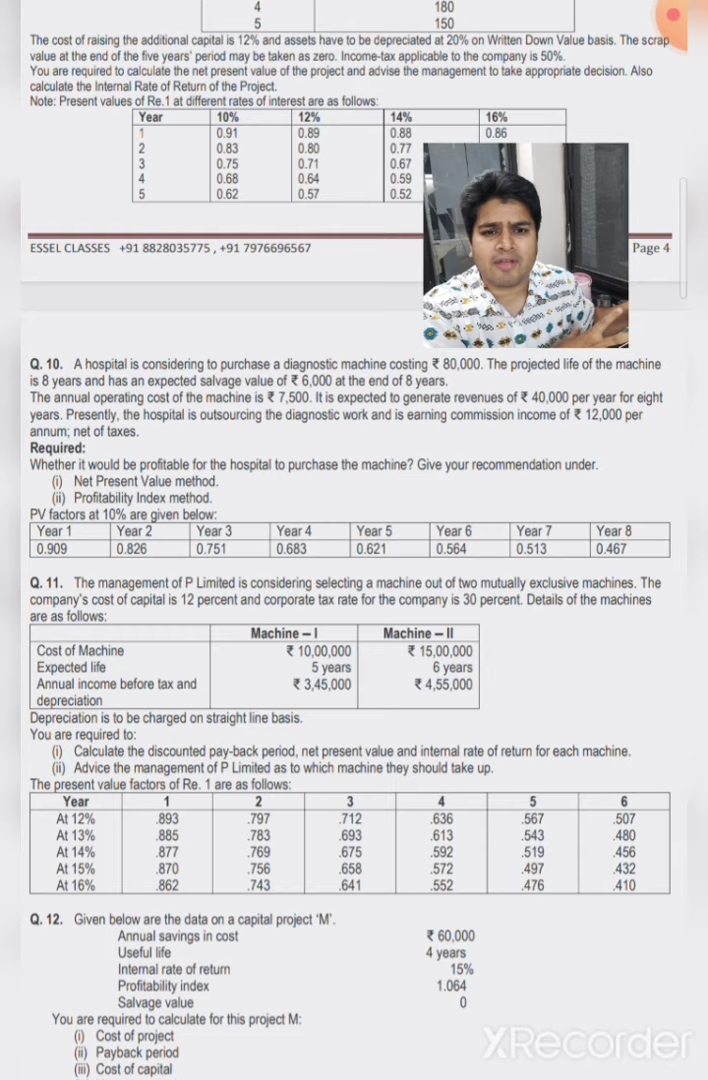 4 180
5 150
The cost of raising the additional capital is 12% and assets have to be depreciated at 20% on Written Down Value basis. The scrap
value at the end of the five years' period may be taken as zero. Income-tax applicable to the company is 50%.
You are required to calculate the net present value of the project and advise the management to take appropriate decision. Also
calculate the Internal Rate of Return of the Project.
Note: Present values of Re.1 at different rates of interest are as follows:
Year 10% 12% 14% 16%
1 0.91 0.89 0.88 0.86
2 0.83 0.80 0.77
3 0.75 0.71 0.67
4 0.68 0.64 0.59
5 0.62 0.57 0.52
ESSEL CLASSES +91 8828035775 , +91 7976696567 Page 4
Q. 10. A hospital is considering to purchase a diagnostic machine costing ₹ 80,000. The projected life of the machine
is 8 years and has an expected salvage value of ₹ 6,000 at the end of 8 years.
The annual operating cost of the machine is ₹ 7,500. It is expected to generate revenues of ₹ 40,000 per year for eight
years. Presently, the hospital is outsourcing the diagnostic work and is earning commission income of ₹ 12,000 per
annum; net of taxes.
Required:
Whether it would be profitable for the hospital to purchase the machine? Give your recommendation under.
(i) Net Present Value method.
(ii) Profitability Index method.
PV factors at 10% are given below:
Year 1 Year 2 Year 3 Year 4 Year 5 Year 6 Year 7 Year 8
0.909 0.826 0.751 0.683 0.621 0.564 0.513 0.467
Q. 11. The management of P Limited is considering selecting a machine out of two mutually exclusive machines. The
company's cost of capital is 12 percent and corporate tax rate for the company is 30 percent. Details of the machines
are as follows:
Machine – I Machine – II
Cost of Machine ₹ 10,00,000 ₹ 15,00,000
Expected life 5 years 6 years
Annual income before tax and ₹ 3,45,000 ₹ 4,55,000
depreciation
Depreciation is to be charged on straight line basis.
You are required to:
(i) Calculate the discounted pay-back period, net present value and internal rate of return for each machine.
(ii) Advice the management of P Limited as to which machine they should take up.
The present value factors of Re. 1 are as follows:
Year 1 2 3 4 5 6
At 12% .893 .797 .712 .636 .567 .507
At 13% .885 .783 .693 .613 .543 .480
At 14% .877 .769 .675 .592 .519 .456
At 15% .870 .756 .658 .572 .497 .432
At 16% .862 .743 .641 .552 .476 .410
Q. 12. Given below are the data on a capital project 'M'.
Annual savings in cost ₹ 60,000
Useful life 4 years
Internal rate of return 15%
Profitability index 1.064
Salvage value 0
You are required to calculate for this project M:
(i) Cost of project
(ii) Payback period
(iii) Cost of capital
XRecorder